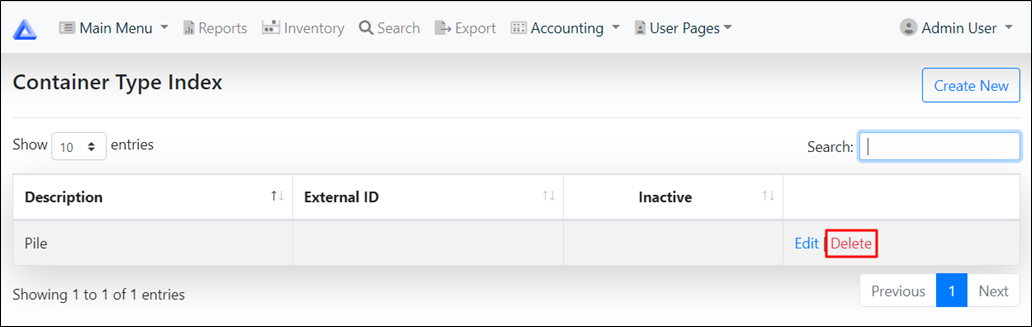 Main Menu Reports Inventory Search Export Accounting User Pages Admin User
Container Type Index Create New
Show 10 entries Search:
Description External ID Inactive
Pile Edit | Delete
Showing 1 to 1 of 1 entries Previous 1 Next